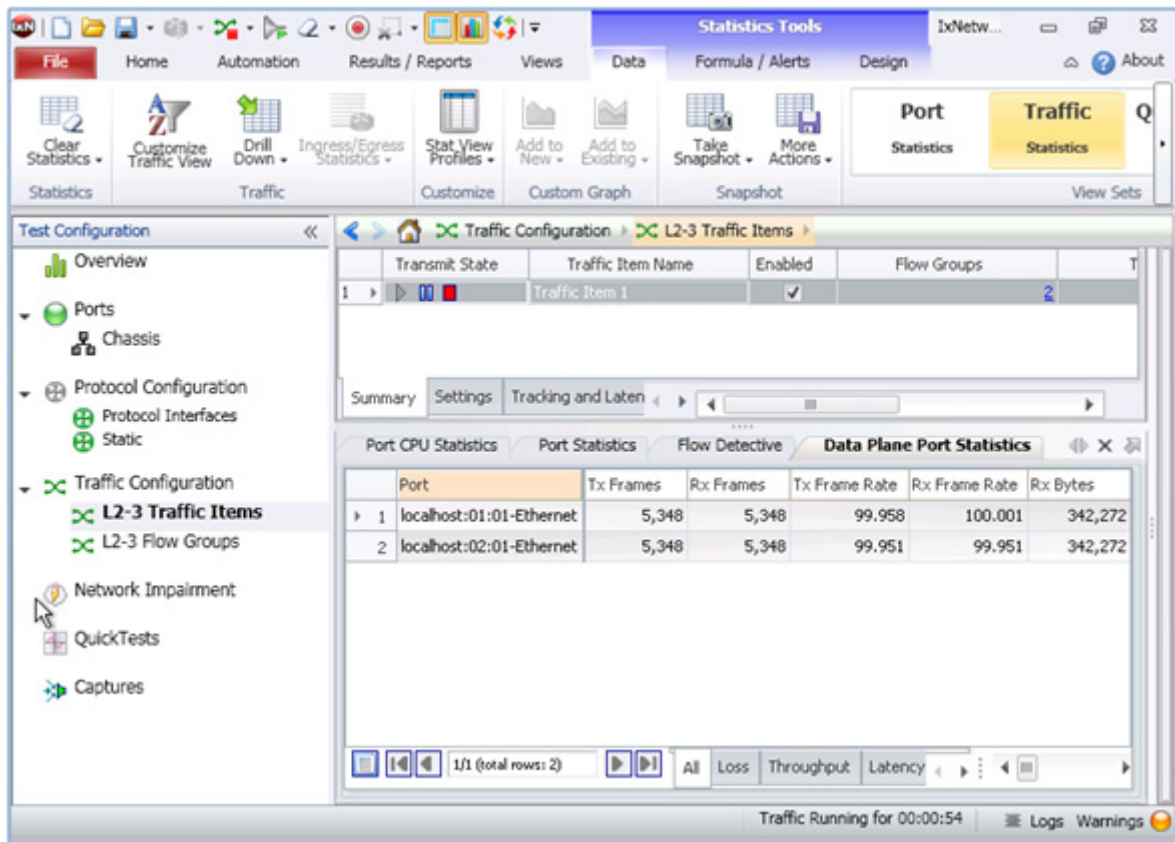 IxN
Statistics Tools
IxNetw...
File Home Automation Results / Reports Views Data Formula / Alerts Design About
Clear Statistics
Customize Traffic View
Drill Down
Ingress/Egress Statistics
Stat View Profiles
Add to New
Add to Existing
Take Snapshot
More Actions
Port Statistics
Traffic Statistics
Q
Statistics Traffic Customize Custom Graph Snapshot View Sets
Test Configuration
Overview
Ports
Chassis
Protocol Configuration
Protocol Interfaces
Static
Traffic Configuration
L2-3 Traffic Items
L2-3 Flow Groups
Network Impairment
QuickTests
Captures
Traffic Configuration L2-3 Traffic Items
Transmit State Traffic Item Name Enabled Flow Groups T
1 Traffic Item 1 2
Summary Settings Tracking and Laten
Port CPU Statistics Port Statistics Flow Detective Data Plane Port Statistics
Port Tx Frames Rx Frames Tx Frame Rate Rx Frame Rate Rx Bytes
1 localhost:01:01-Ethernet 5,348 5,348 99.958 100.001 342,272
2 localhost:02:01-Ethernet 5,348 5,348 99.951 99.951 342,272
1/1 (total rows: 2) All Loss Throughput Latency
Traffic Running for 00:00:54 Logs Warnings